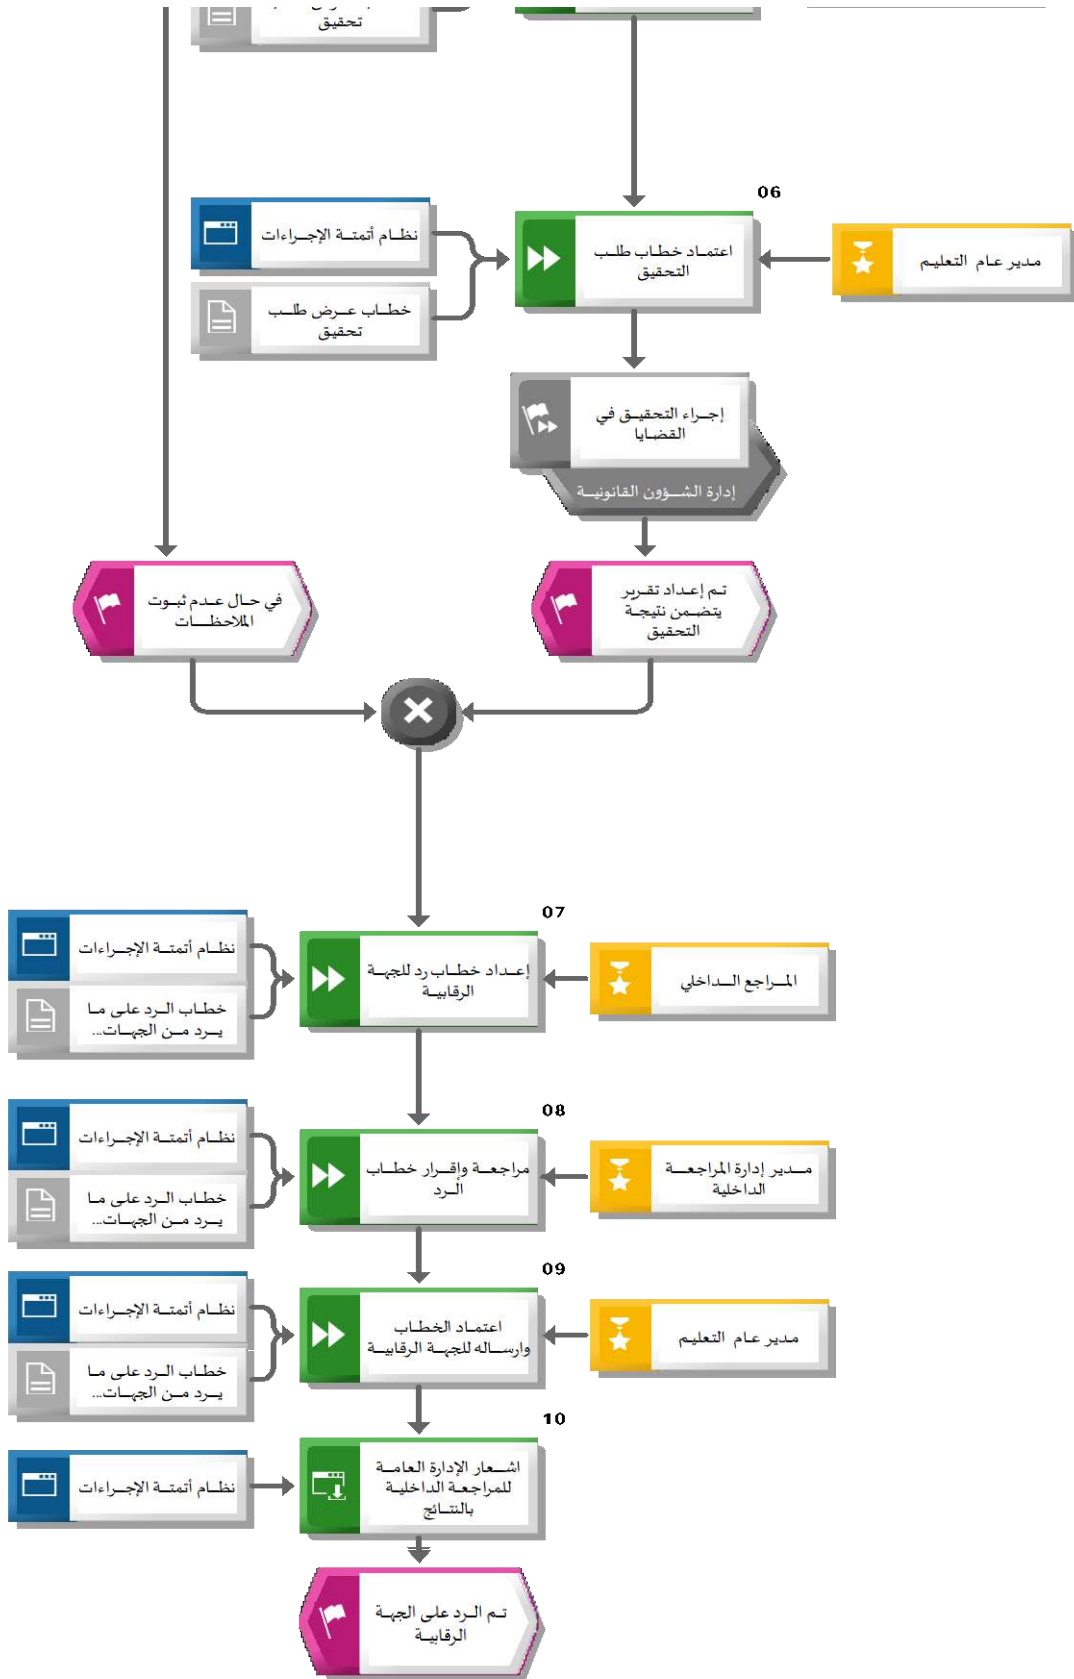 تحقيق
06
مدير عام التعليم
اعتماد خطاب طلب
التحقيق
نظام أتمتة الإجراءات
خطاب عرض طلب
تحقيق
إجراء التحقيق في
القضايا
إدارة الشؤون القانونية
تم إعداد تقرير
يتضمن نتيجة
التحقيق
في حال عدم ثبوت
الملاحظات
07
المراجع الداخلي
إعداد خطاب رد للجهة
الرقابية
نظام أتمتة الإجراءات
خطاب الرد على ما
يرد من الجهات...
08
مدير إدارة المراجعة
الداخلية
مراجعة وإقرار خطاب
الرد
نظام أتمتة الإجراءات
خطاب الرد على ما
يرد من الجهات...
09
مدير عام التعليم
اعتماد الخطاب
وارساله للجهة الرقابية
نظام أتمتة الإجراءات
خطاب الرد على ما
يرد من الجهات...
10
اشعار الإدارة العامة
للمراجعة الداخلية
بالنتائج
نظام أتمتة الإجراءات
تم الرد على الجهة
الرقابية